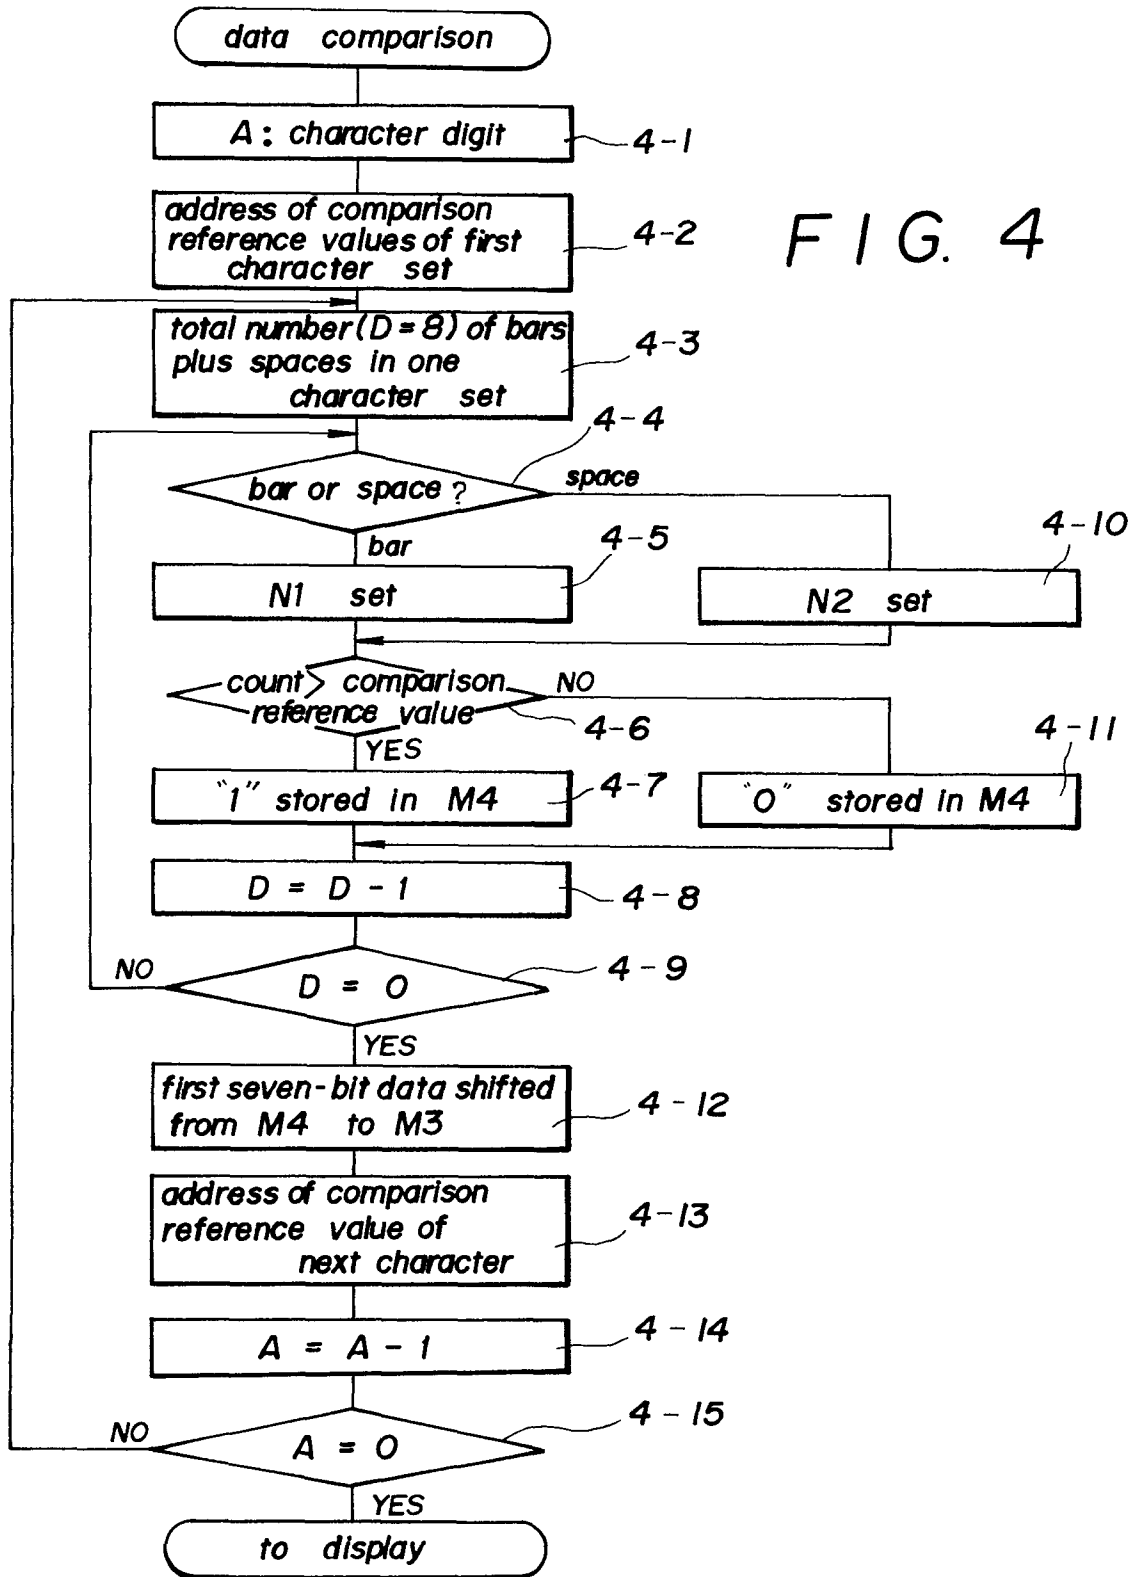 data comparison
A: character digit
4-1
address of comparison
reference values of first
character set
4-2
FIG. 4
total number (D=8) of bars
plus spaces in one
character set
4-3
4-4
bar or space?
space
bar
4-5
N1 set
4-10
N2 set
count> comparison
reference value
NO
4-6
YES
4-11
"1" stored in M4
4-7
"0" stored in M4
D = D - 1
4-8
NO
D = 0
4-9
YES
first seven-bit data shifted
from M4 to M3
4-12
address of comparison
reference value of
next character
4-13
A = A - 1
4-14
4-15
NO
A = 0
YES
to display